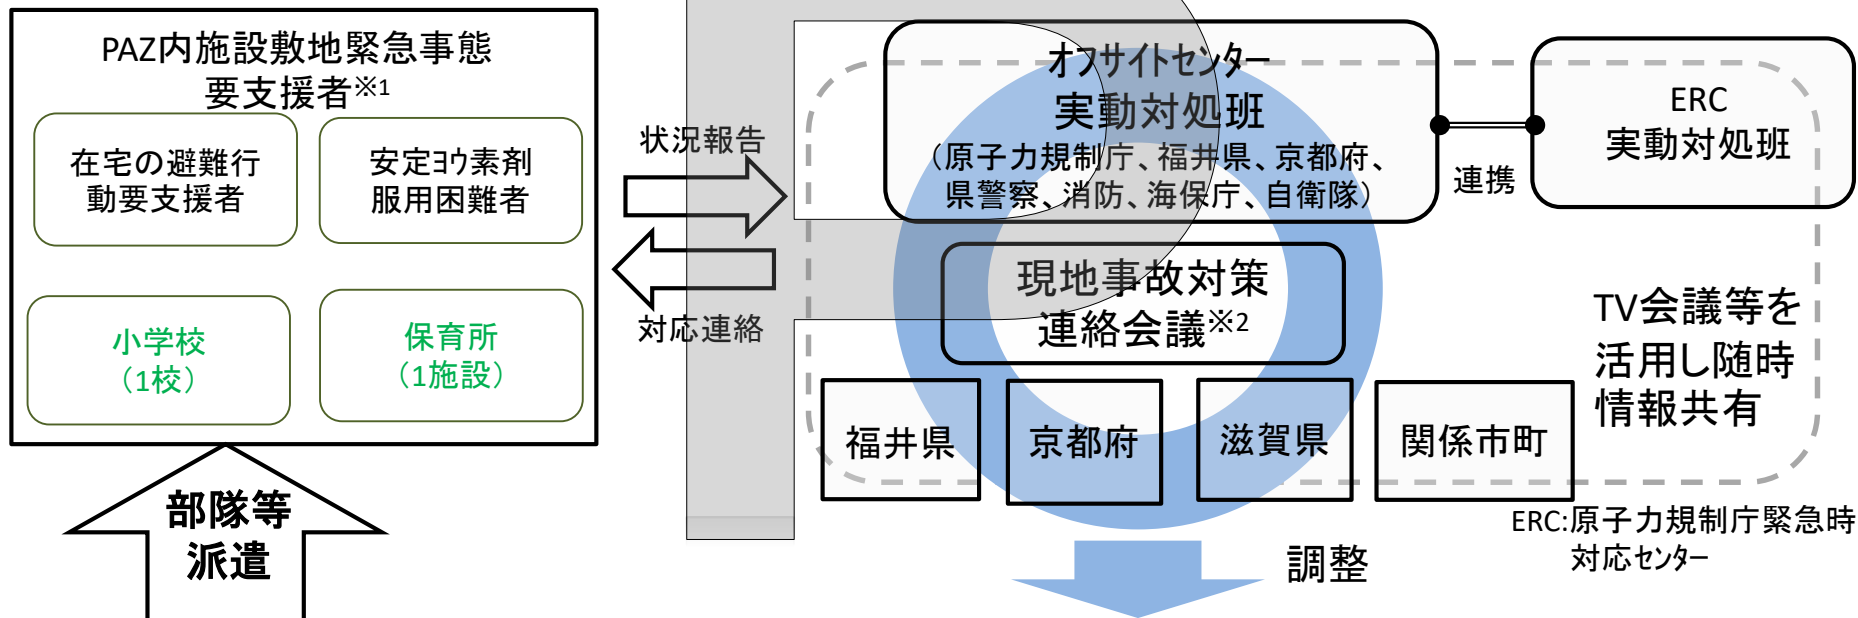 PAZ内施設敷地緊急事態
要支援者※1
在宅の避難行
動要支援者
安定ﾖｳ素剤
服用困難者
小学校
（1校）
保育所
（1施設）
部隊等
派遣
状況報告
対応連絡
ｵﾌｻｲﾄｾﾝﾀｰ
実動対処班
（原子力規制庁、福井県、京都府、
県警察、消防、海保庁、自衛隊）
連携
ERC
実動対処班
現地事故対策
連絡会議※2
TV会議等を
活用し随時
情報共有
福井県
京都府
滋賀県
関係市町
ERC:原子力規制庁緊急時
対応ｾﾝﾀｰ
調整